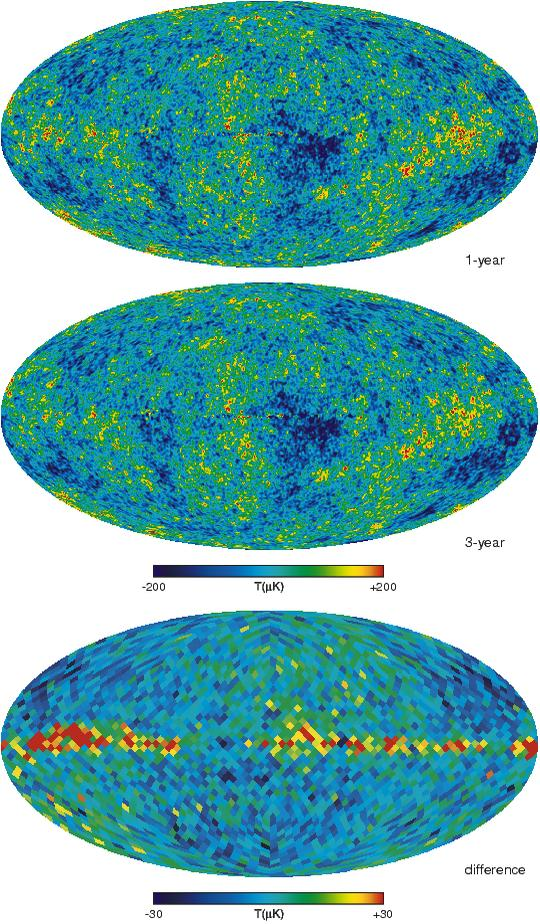 1-year
3-year
-200 T(μK) +200
difference
-30 T(μK) +30